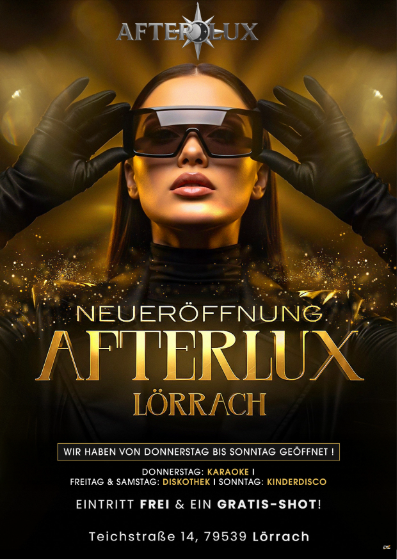 AFTERLUX
NEUERÖFFNUNG
AFTERLUX
LÖRRACH
WIR HABEN VON DONNERSTAG BIS SONNTAG GEÖFFNET !
DONNERSTAG: KARAOKE I
FREITAG & SAMSTAG: DISKOTHEK I SONNTAG: KINDERDISCO
EINTRITT FREI & EIN GRATIS-SHOT!
Teichstraße 14, 79539 Lörrach